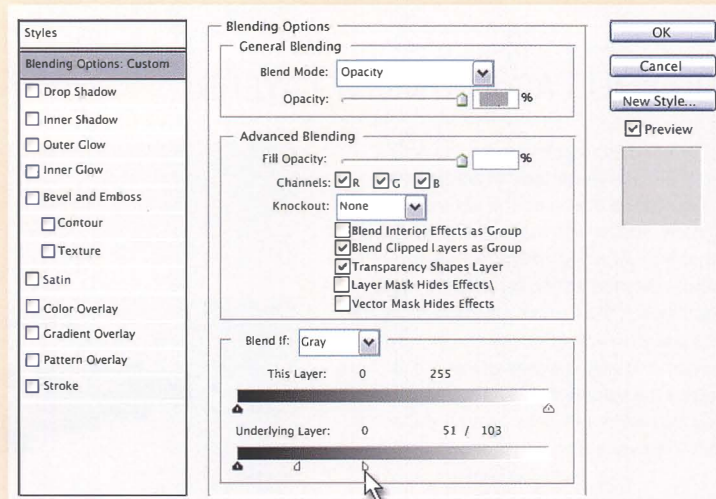 Styles
Blending Options: Custom
Drop Shadow
Inner Shadow
Outer Glow
Inner Glow
Bevel and Emboss
Contour
Texture
Satin
Color Overlay
Gradient Overlay
Pattern Overlay
Stroke
Blending Options
General Blending
Blend Mode: Opacity
Opacity: %
Advanced Blending
Fill Opacity: %
Channels: R G B
Knockout: None
Blend Interior Effects as Group
Blend Clipped Layers as Group
Transparency Shapes Layer
Layer Mask Hides Effects\
Vector Mask Hides Effects
Blend If: Gray
This Layer: 0 255
Underlying Layer: 0 51 / 103
OK
Cancel
New Style...
Preview